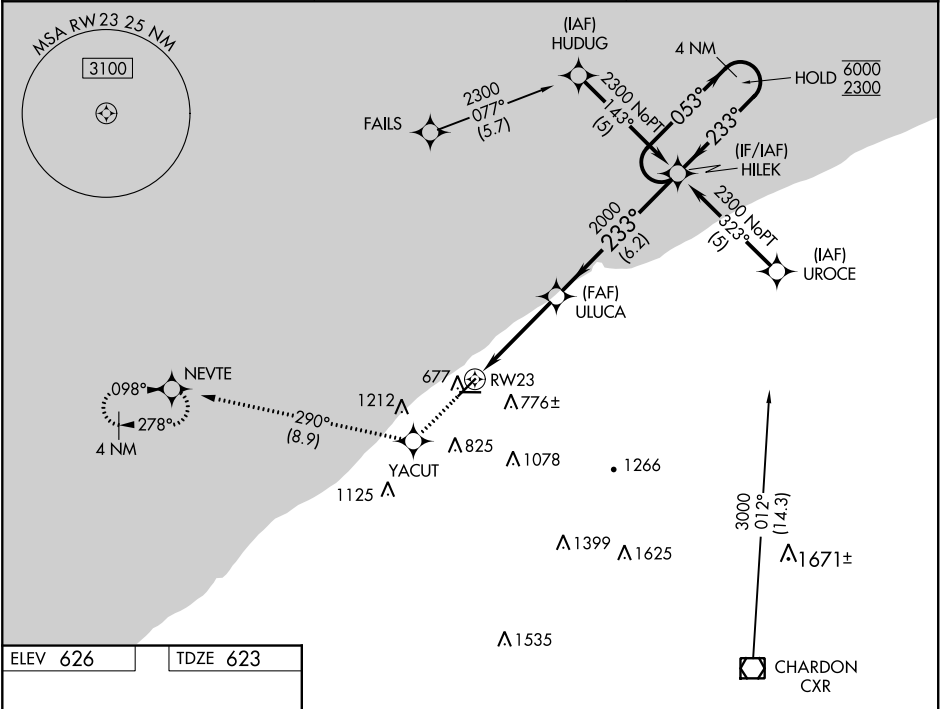 MSA RW23 25 NM
3100
(IAF)
HUDUG
4 NM
HOLD 6000
2300
2300
077°
(5.7)
FAILS
2300 NoPT
143°
(5)
053°
233°
(IF/IAF)
HILEK
2300 NoPT
323°
(5)
(IAF)
UROCE
2000
233°
(6.2)
(FAF)
ULUCA
NEVTE
098°
278°
4 NM
290°
(8.9)
677
RW23
1212
776±
YACUT
825
1078
1266
1125
3000
012°
(14.3)
1399
1625
1671±
1535
ELEV 626
TDZE 623
CHARDON
CXR